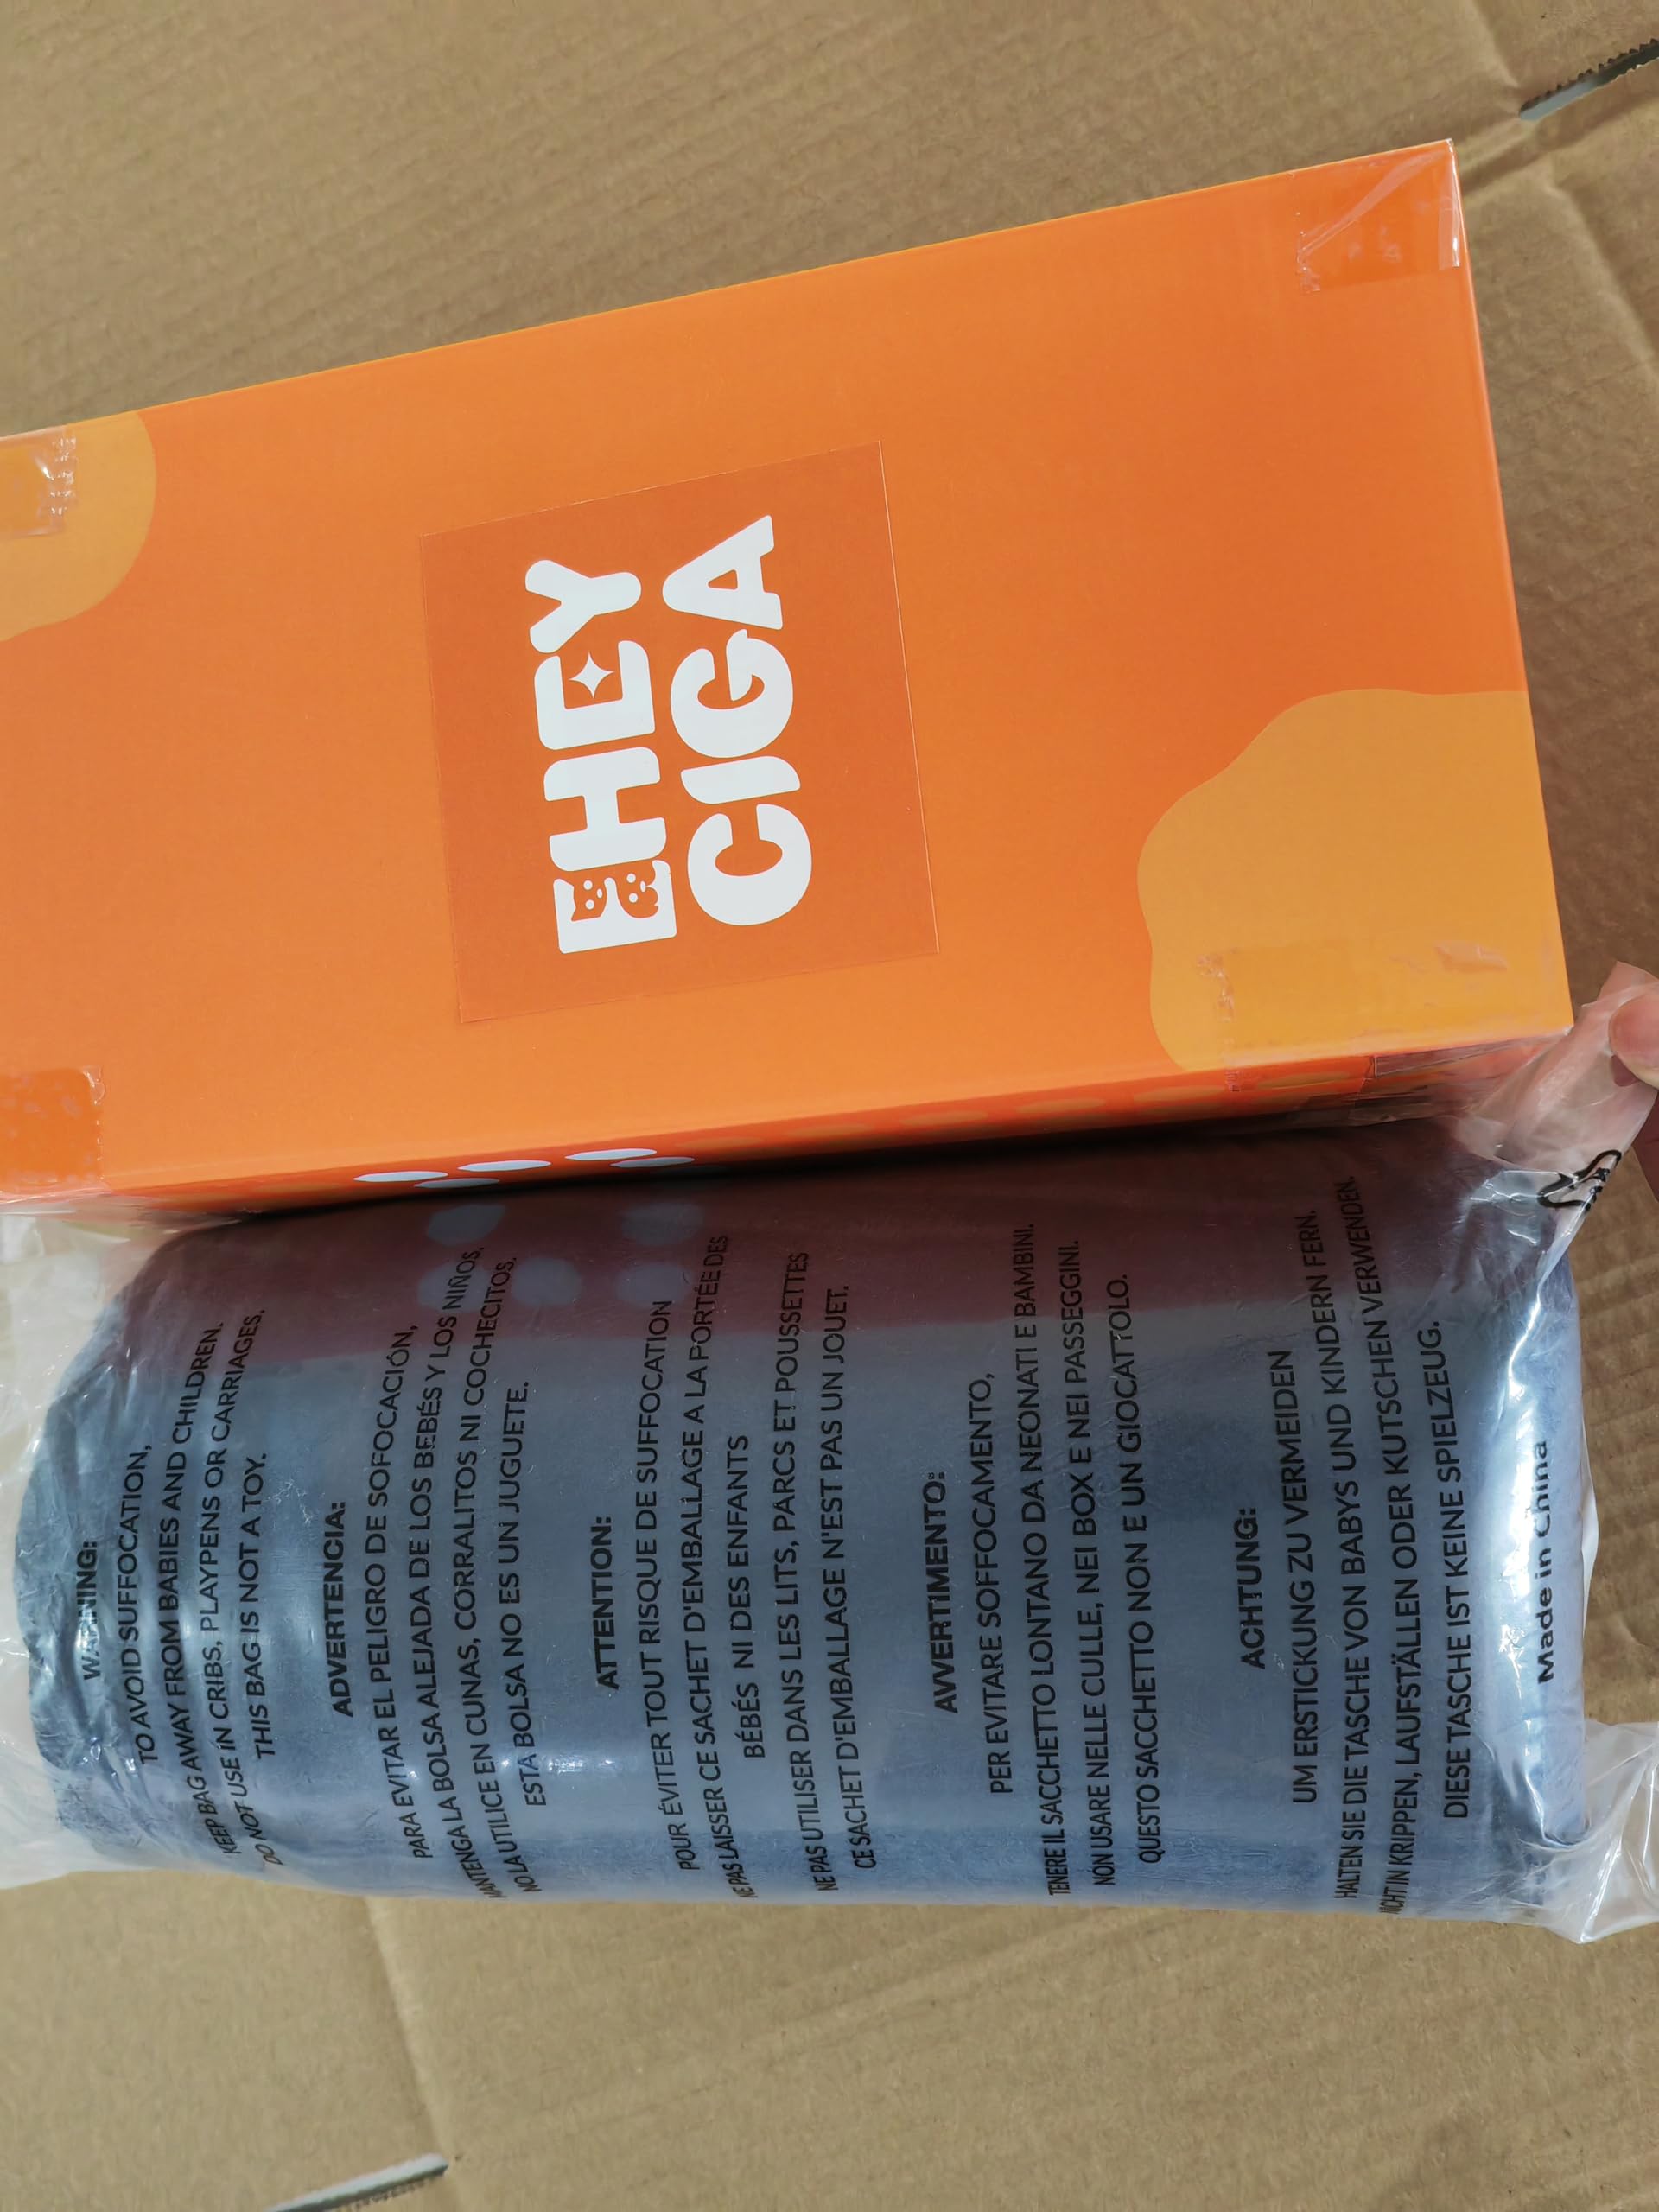 EHEY
CIGA
WARNING:
TO AVOID SUFFOCATION,
KEEP BAG AWAY FROM BABIES AND CHILDREN.
DO NOT USE IN CRIBS, PLAYPENS OR CARRIAGES.
THIS BAG IS NOT A TOY.
ADVERTENCIA:
PARA EVITAR EL PELIGRO DE SOFOCACIÓN,
MANTENGA LA BOLSA ALEJADA DE LOS BEBÉS Y LOS NIÑOS.
NO LA UTILICE EN CUNAS, CORRALITOS NI COCHECITOS.
ESTA BOLSA NO ES UN JUGUETE.
ATTENTION:
POUR ÉVITER TOUT RISQUE DE SUFFOCATION
NE PAS LAISSER CE SACHET D'EMBALLAGE A LA PORTÉE DES
BÉBÉS NI DES ENFANTS
NE PAS UTILISER DANS LES LITS, PARCS ET POUSSETTES
CE SACHET D'EMBALLAGE N'EST PAS UN JOUET.
AVVERTIMENTO:
PER EVITARE SOFFOCAMENTO,
TENERE IL SACCHETTO LONTANO DA NEONATI E BAMBINI.
NON USARE NELLE CULLE, NEI BOX E NEI PASSEGGINI.
QUESTO SACCHETTO NON E UN GIOCATTOLO.
ACHTUNG:
UM ERSTICKUNG ZU VERMEIDEN
HALTEN SIE DIE TASCHE VON BABYS UND KINDERN FERN.
NICHT IN KRIPPEN, LAUFSTÄLLEN ODER KUTSCHEN VERWENDEN.
DIESE TASCHE IST KEINE SPIELZEUG.
Made in China